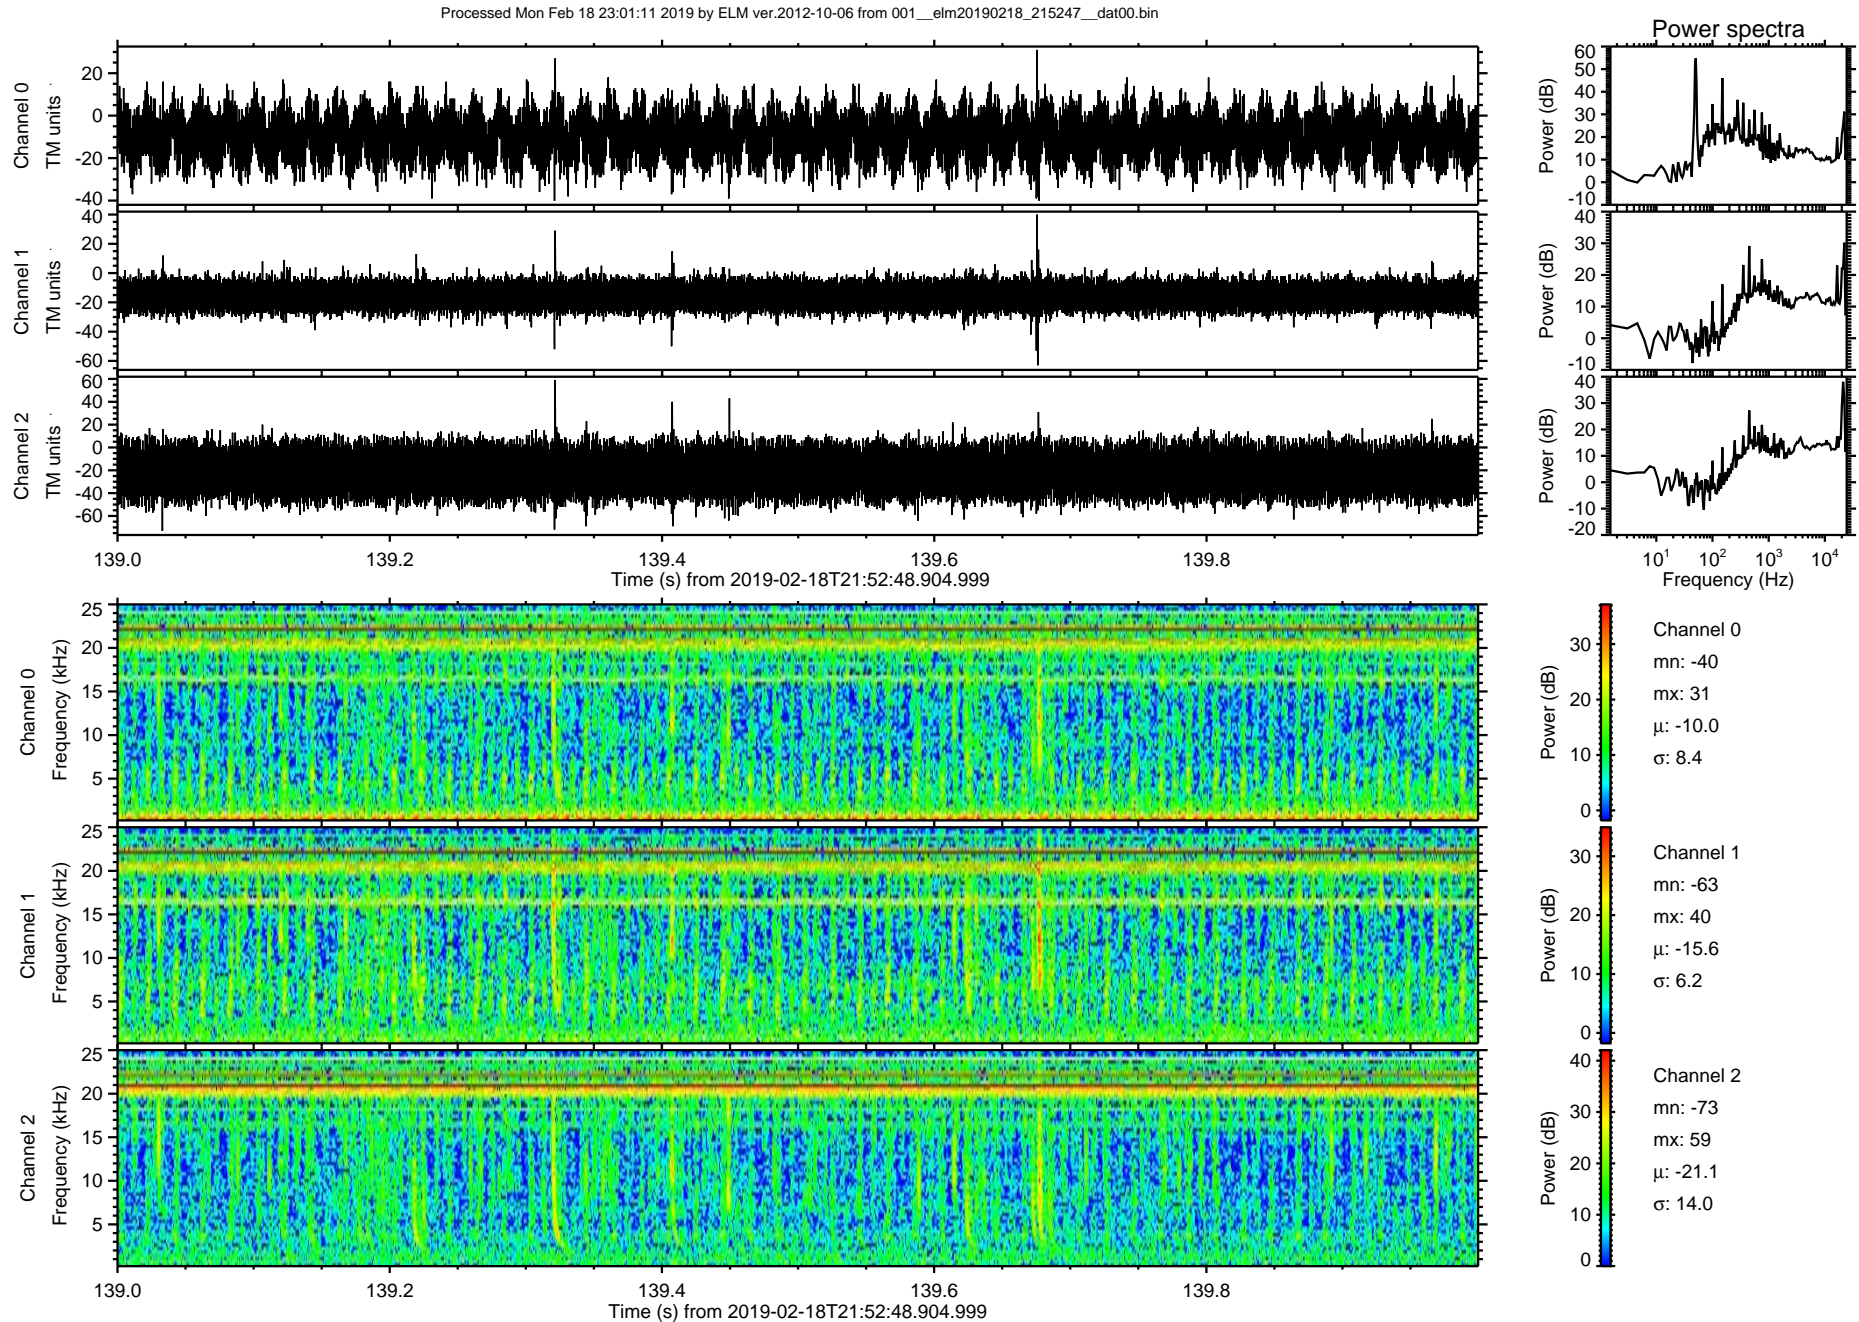 Processed Mon Feb 18 23:01:11 2019 by ELM ver.2012-10-06 from 001__elm20190218_215247__dat00.bin
Power spectra
Channel 0
TM units
20
0
-20
-40
Power (dB)
60
50
40
30
20
10
0
-10
Channel 1
TM units
40
20
0
-20
-40
-60
Power (dB)
40
30
20
10
0
-10
Channel 2
TM units
60
40
20
0
-20
-40
-60
Power (dB)
40
30
20
10
0
-10
-20
139.0 139.2 139.4 139.6 139.8
Time (s) from 2019-02-18T21:52:48.904.999
10¹ 10² 10³ 10⁴
Frequency (Hz)
Channel 0
Frequency (kHz)
25
20
15
10
5
Power (dB)
30
20
10
0
Channel 0
mn: -40
mx: 31
μ: -10.0
σ: 8.4
Channel 1
Frequency (kHz)
25
20
15
10
5
Power (dB)
30
20
10
0
Channel 1
mn: -63
mx: 40
μ: -15.6
σ: 6.2
Channel 2
Frequency (kHz)
25
20
15
10
5
Power (dB)
40
30
20
10
0
Channel 2
mn: -73
mx: 59
μ: -21.1
σ: 14.0
139.0 139.2 139.4 139.6 139.8
Time (s) from 2019-02-18T21:52:48.904.999